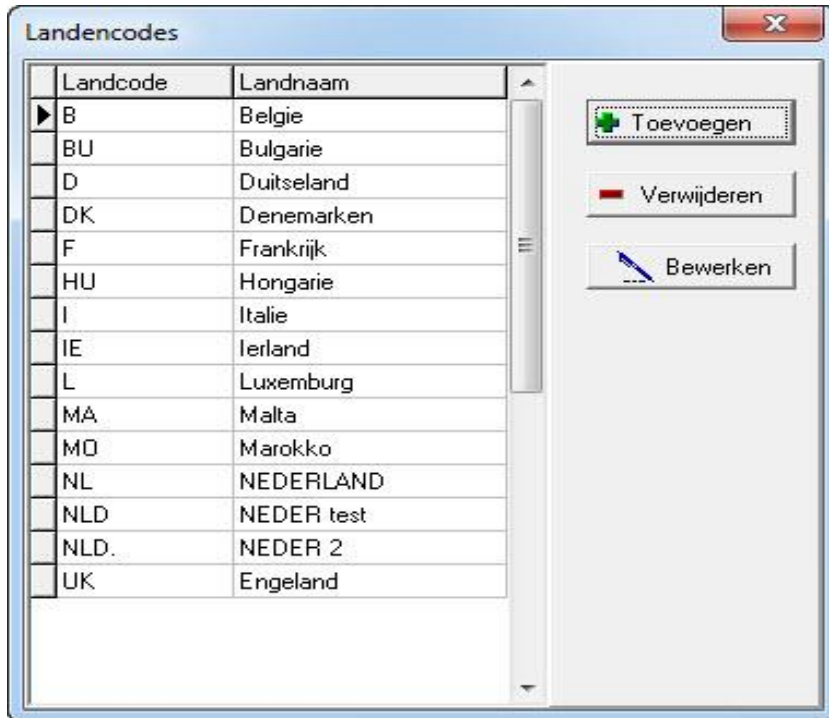 Landencodes
Landcode Landnaam
B Belgie
BU Bulgarie
D Duitseland
DK Denemarken
F Frankrijk
HU Hongarie
I Italie
IE Ierland
L Luxemburg
MA Malta
MO Marokko
NL NEDERLAND
NLD NEDER test
NLD. NEDER 2
UK Engeland
Toevoegen
Verwijderen
Bewerken